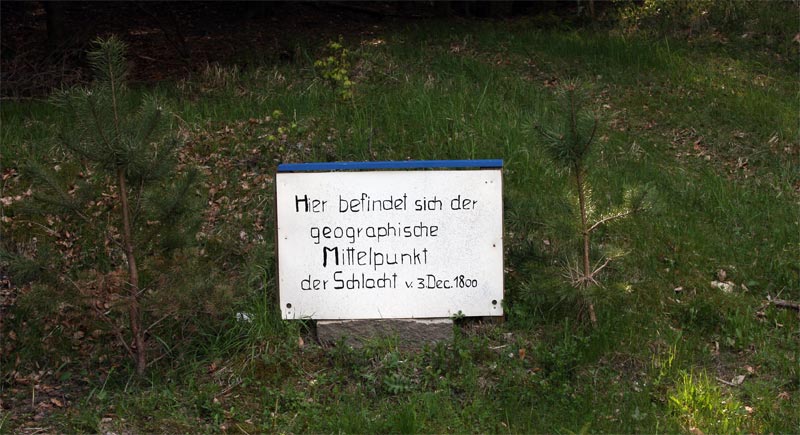 Hier befindet sich der
geographische
Mittelpunkt
der Schlacht v. 3.Dec.1800